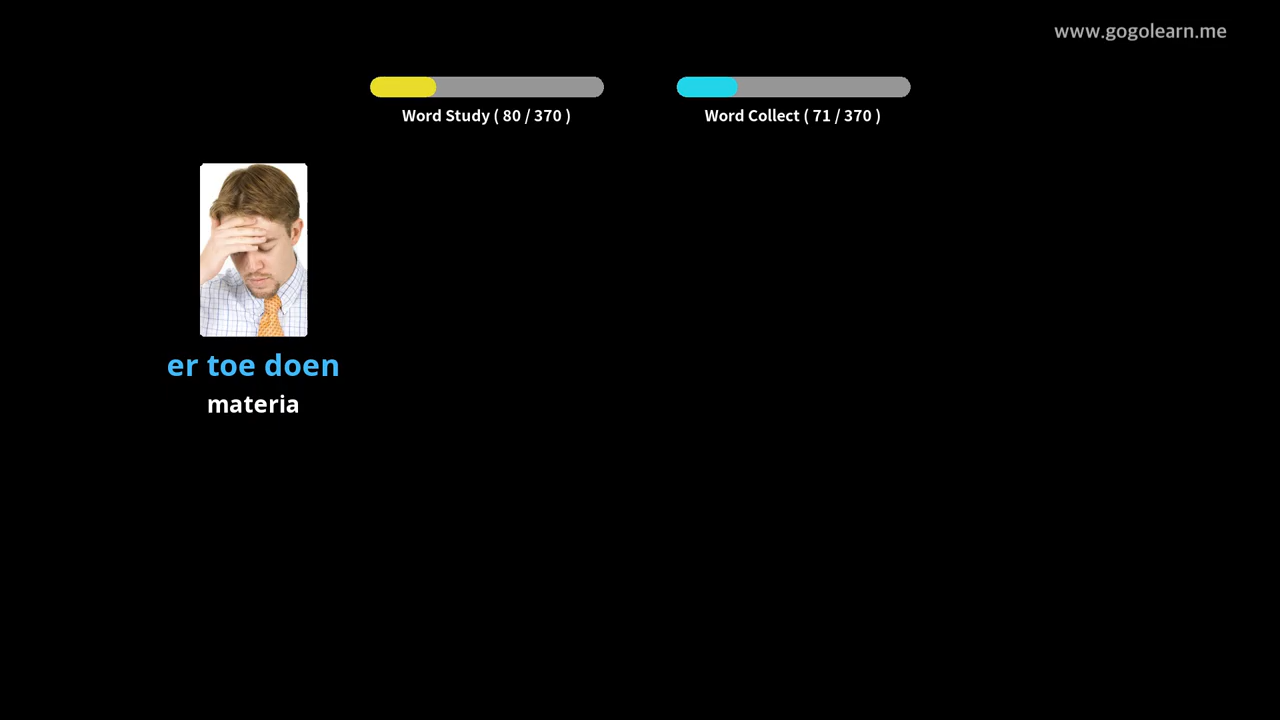 www.gogolearn.me
Word Study ( 80 / 370 )
Word Collect ( 71 / 370 )
er toe doen
materia